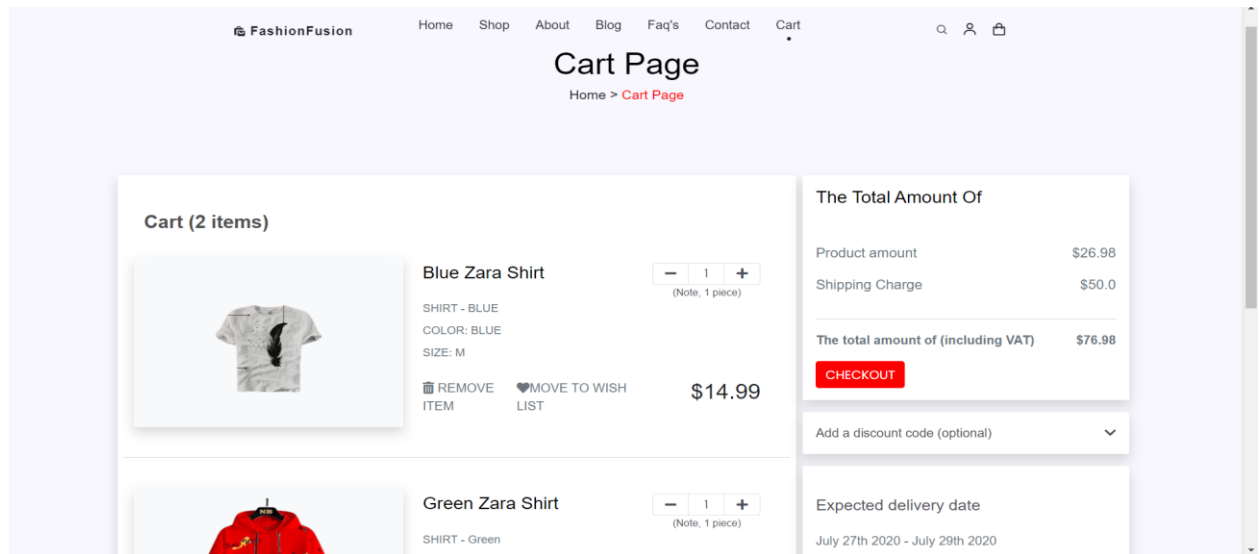 FashionFusion Home Shop About Blog Faq's Contact Cart
Cart Page
Home > Cart Page
Cart (2 items)
Blue Zara Shirt
1
(Note, 1 piece)
SHIRT - BLUE
COLOR: BLUE
SIZE: M
REMOVE ITEM
MOVE TO WISH LIST
$14.99
Green Zara Shirt
1
(Note, 1 piece)
SHIRT - Green
The Total Amount Of
Product amount $26.98
Shipping Charge $50.0
The total amount of (including VAT) $76.98
CHECKOUT
Add a discount code (optional)
Expected delivery date
July 27th 2020 - July 29th 2020